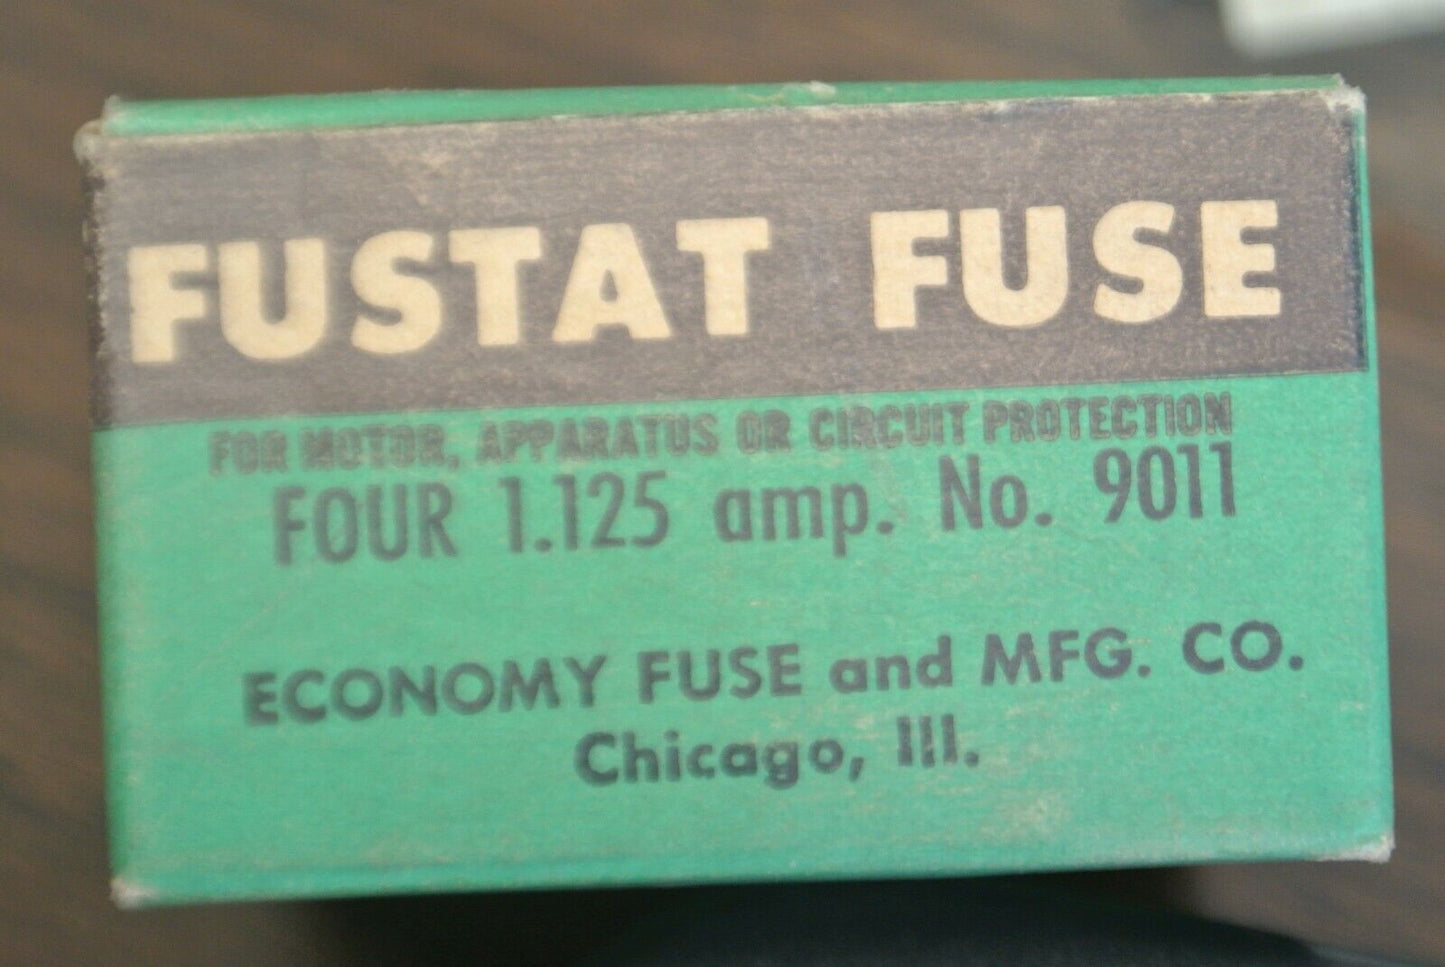 FUSTAT FUSE
FOR MOTOR, APPARATUS OR CIRCUIT PROTECTION
FOUR 1.125 amp. No. 9011
ECONOMY FUSE and MFG. CO.
Chicago, Ill.